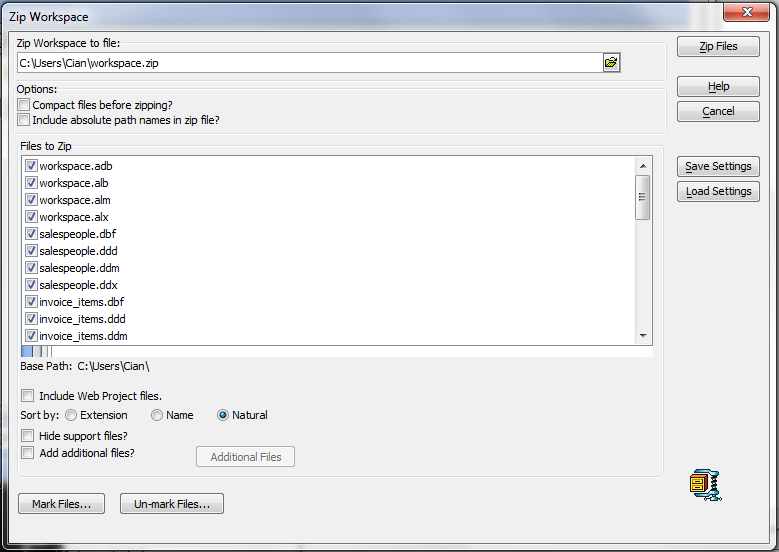 Zip Workspace
Zip Workspace to file:
C:\Users\Cian\workspace.zip
Zip Files
Options:
Compact files before zipping?
Include absolute path names in zip file?
Help
Cancel
Files to Zip
workspace.adb
workspace.alb
workspace.alm
workspace.alx
salespeople.dbf
salespeople.ddd
salespeople.ddm
salespeople.ddx
invoice_items.dbf
invoice_items.ddd
invoice_items.ddm
Save Settings
Load Settings
Base Path: C:\Users\Cian\
Include Web Project files.
Sort by: Extension Name Natural
Hide support files?
Add additional files? Additional Files
Mark Files... Un-mark Files...